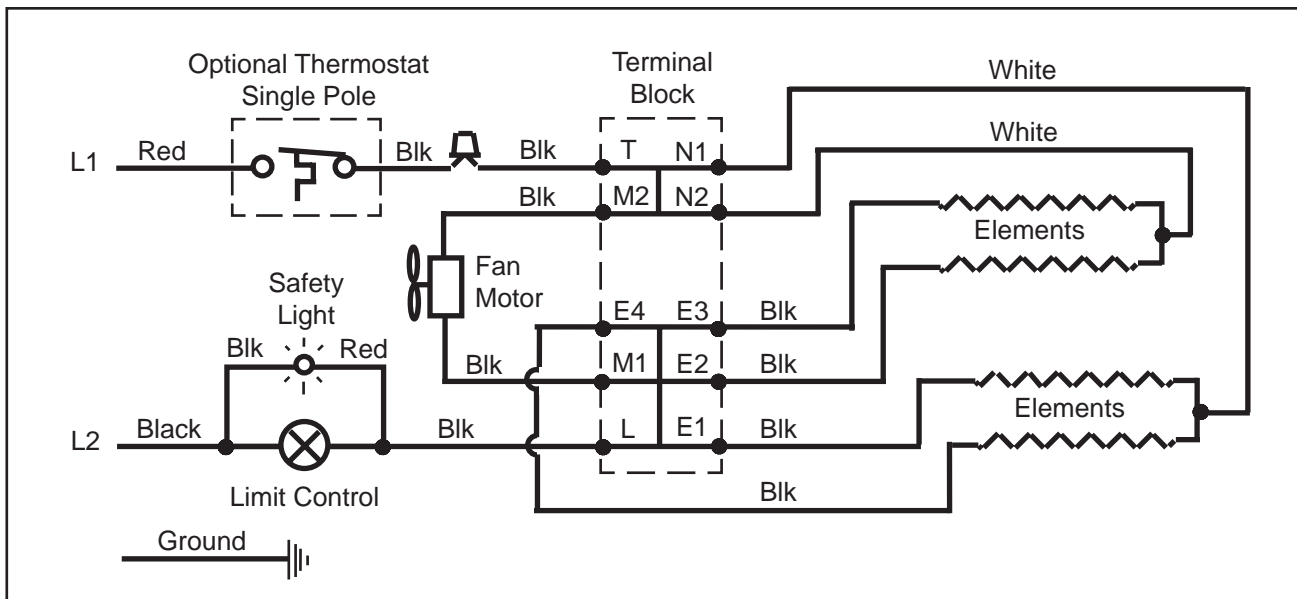 Optional Thermostat
Single Pole
Terminal
Block
White
White
L1
Red
Blk
Blk
T
N1
Blk
M2
N2
Elements
Fan
Motor
Safety
Light
E4
E3
Blk
Blk
Red
Blk
M1
E2
Blk
Elements
L2
Black
Blk
L
E1
Blk
Limit Control
Blk
Ground